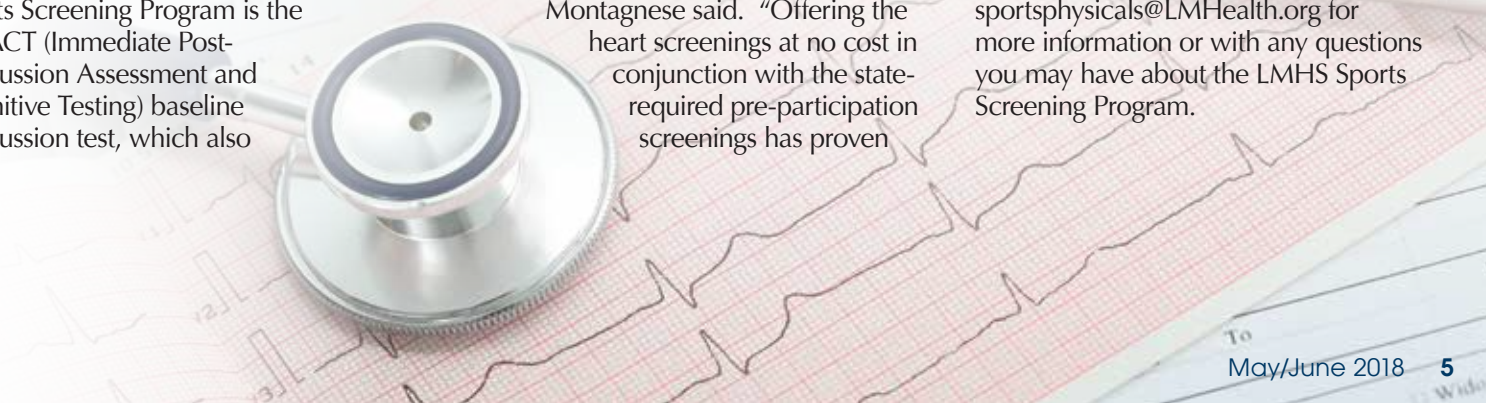 ts Screening Program is the
ACT (Immediate Post-
ussion Assessment and
nitive Testing) baseline
ussion test, which also
Montagnese said. “Offering the
heart screenings at no cost in
conjunction with the state-
required pre-participation
screenings has proven
sportsphysicals@LMHealth.org for
more information or with any questions
you may have about the LMHS Sports
Screening Program.
V2
V3
To
May/June 2018 5